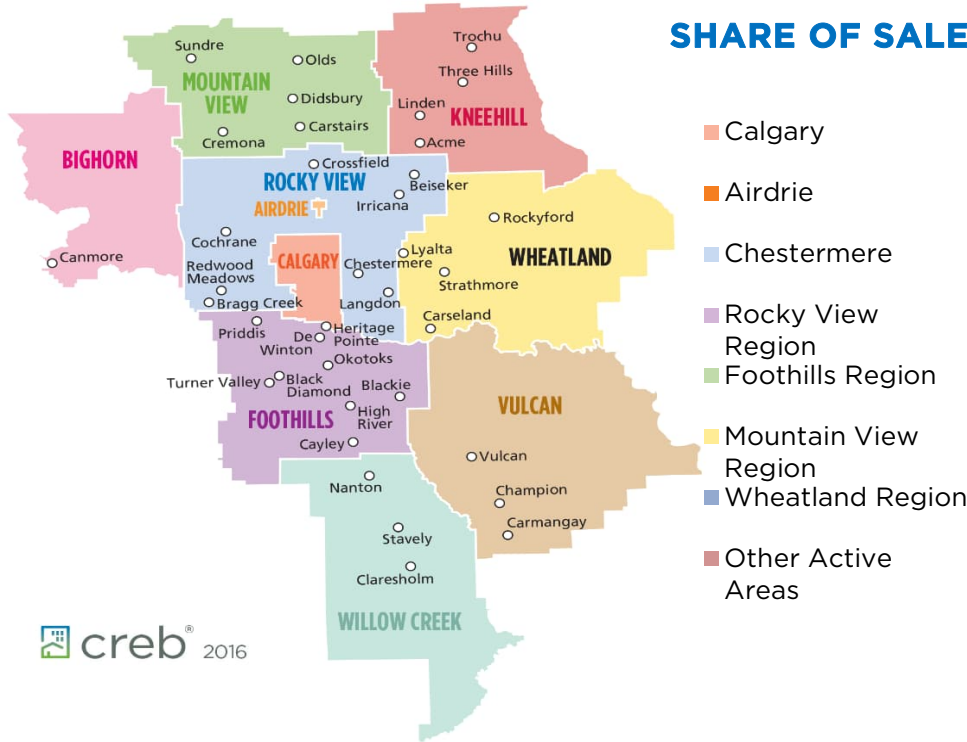 SHARE OF SALE
Sundre
Olds
MOUNTAIN
VIEW
Didsbury
Carstairs
Cremona
Trochu
Three Hills
Linden
KNEEHILL
Acme
BIGHORN
Canmore
Crossfield
ROCKY VIEW
Beiseker
AIRDRIE
Irricana
Cochrane
CALGARY
Redwood
Meadows
Chestermere
Bragg Creek
Langdon
Rockyford
Lyalta
WHEATLAND
Strathmore
Carseland
Priddis
De
Winton
Heritage
Pointe
Okotoks
Turner Valley
Black
Diamond
Blackie
FOOTHILLS
High
River
Cayley
VULCAN
Vulcan
Champion
Carmangay
Nanton
Stavely
Claresholm
WILLOW CREEK
Calgary
Airdrie
Chestermere
Rocky View
Region
Foothills Region
Mountain View
Region
Wheatland Region
Other Active
Areas
creb® 2016